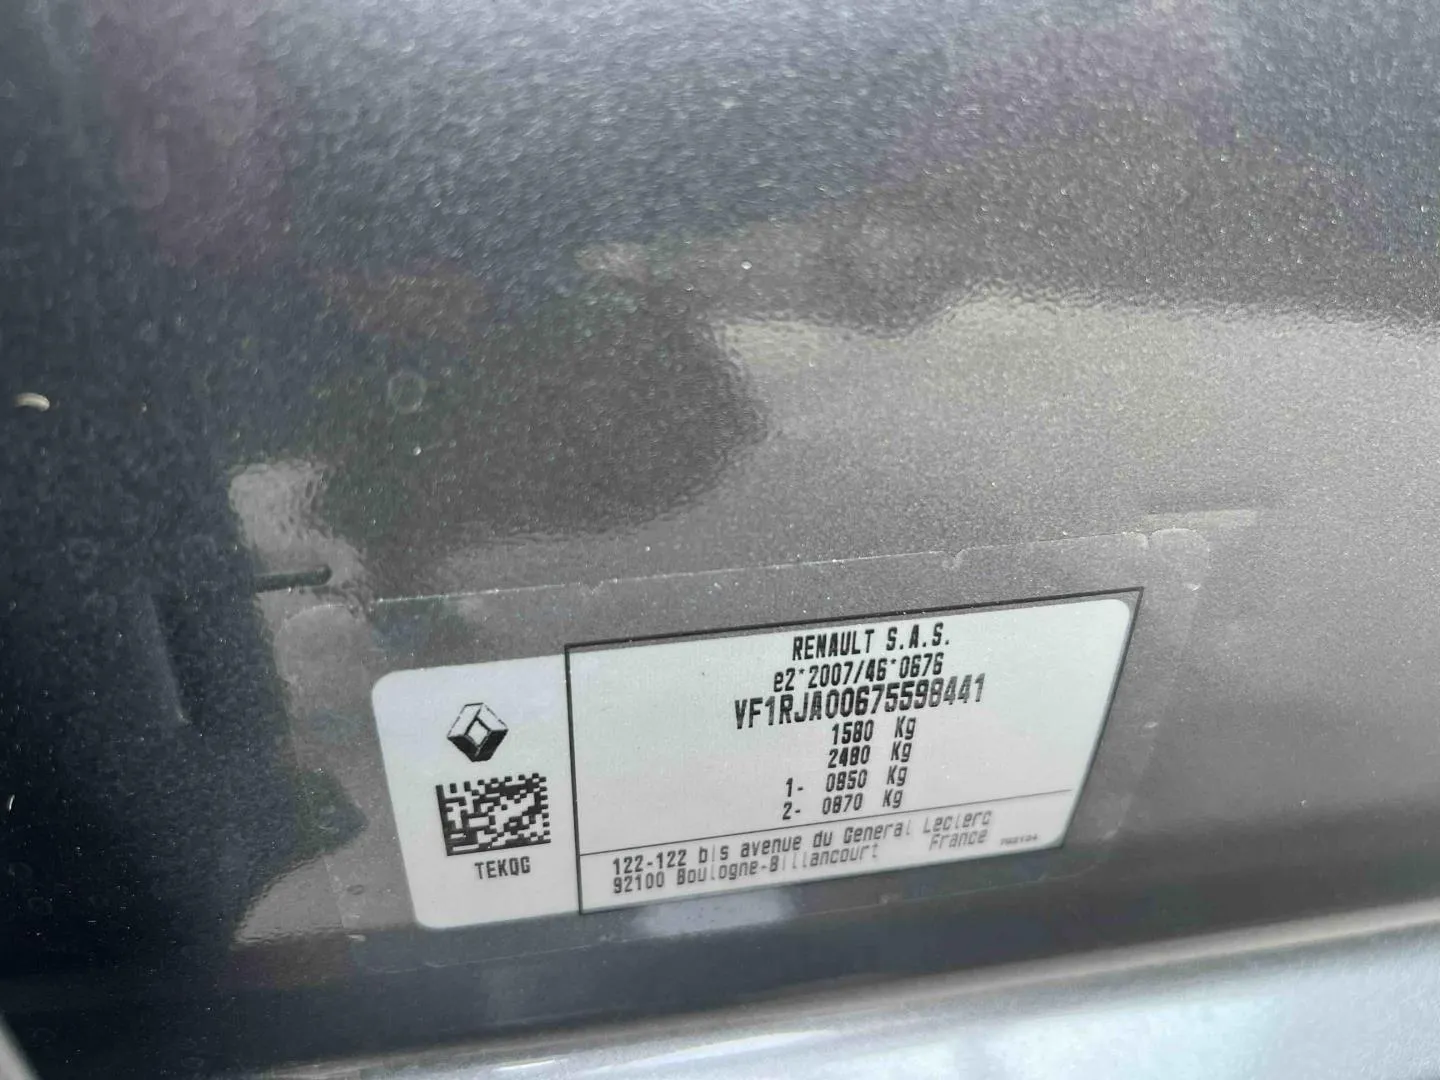 RENAULT S.A.S.
e2*2007/46*0676
VF1RJA00675598441
1580 Kg
2480 Kg
1- 0850 Kg
2- 0870 Kg
122-122 bis avenue du General Leclerc
92100 Boulogne-Billancourt France
TEKQG